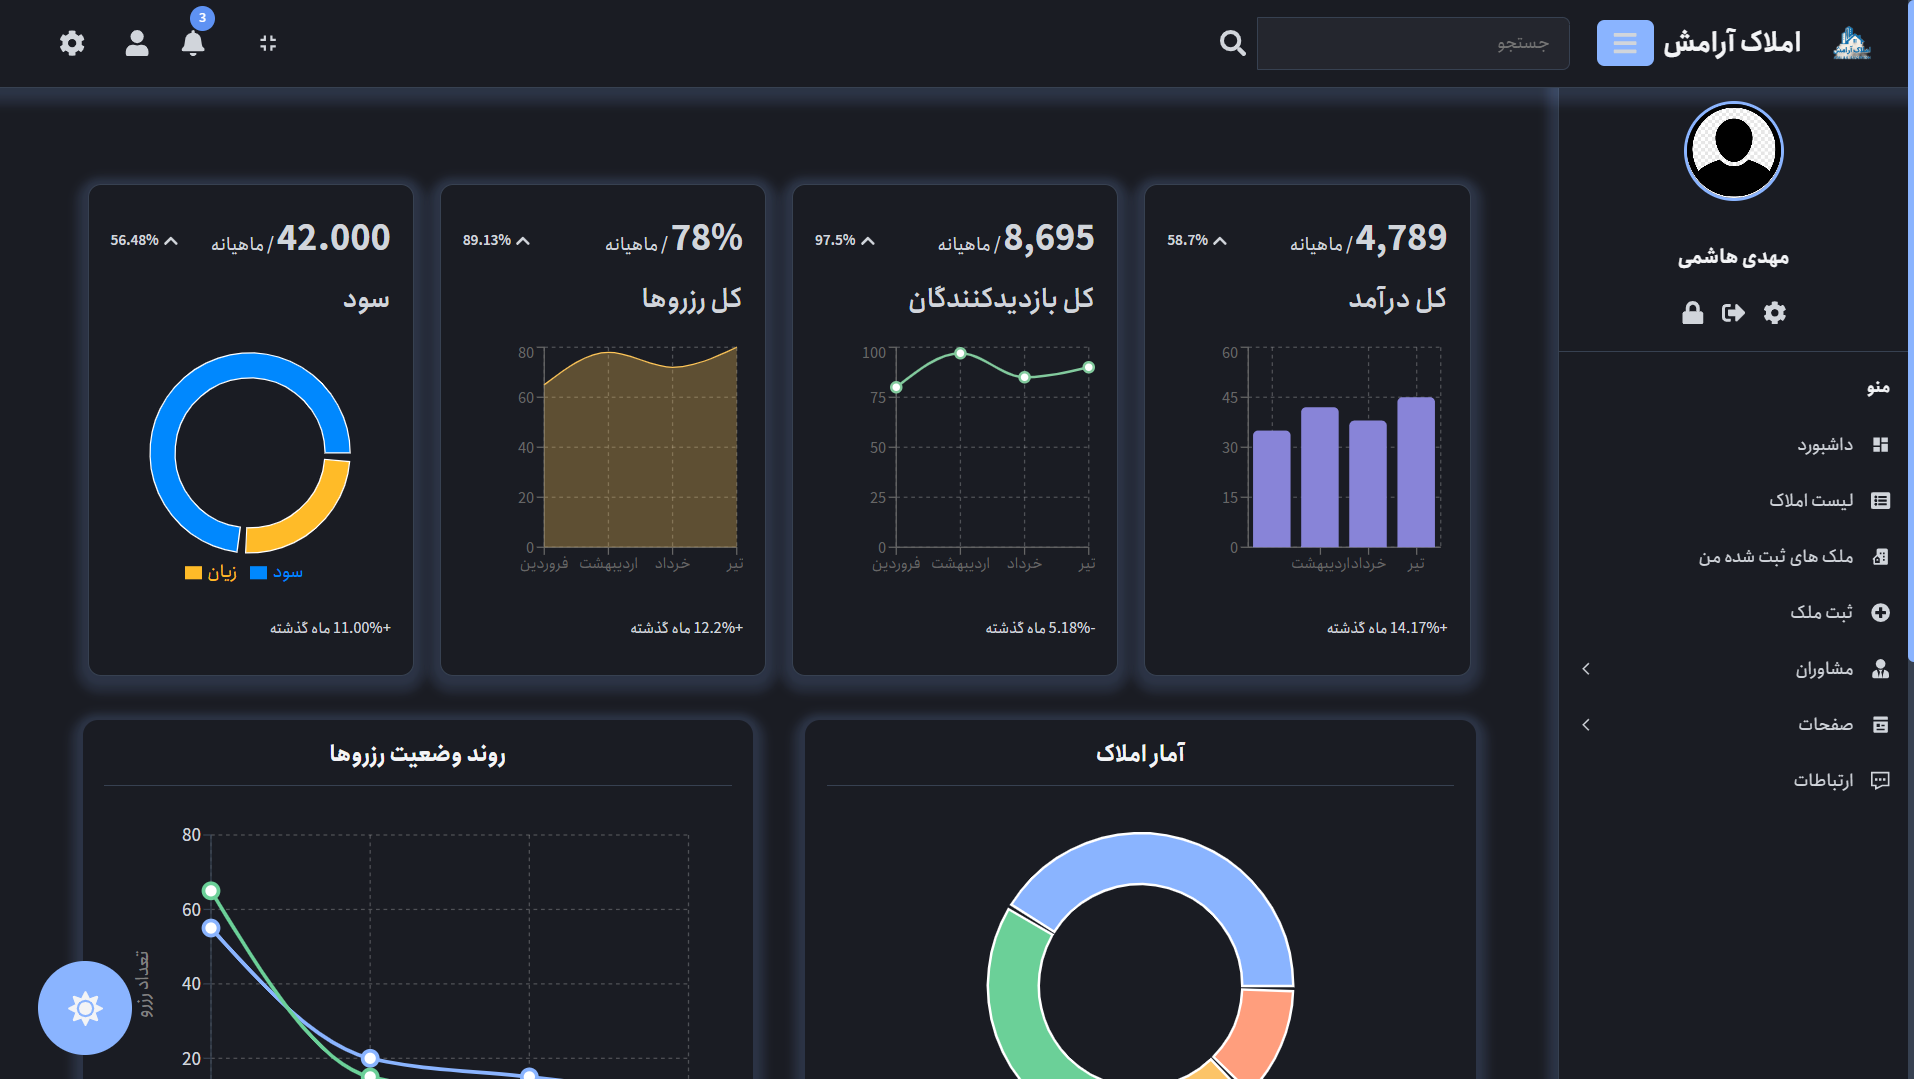 املاک آرامش
جستجو
3
مهدی هاشمی
منو
داشبورد
لیست املاک
ملک های ثبت شده من
ثبت ملک
مشاوران
صفحات
ارتباطات
4,789 / ماهیانه
58.7%
کل درآمد
60
45
30
15
0
اردیبهشت
خرداد
تیر
+14.17% ماه گذشته
8,695 / ماهیانه
97.5%
کل بازدیدکنندگان
100
75
50
25
0
فروردین
اردیبهشت
خرداد
تیر
-5.18% ماه گذشته
78% / ماهیانه
89.13%
کل رزروها
80
60
40
20
0
فروردین
اردیبهشت
خرداد
تیر
+12.2% ماه گذشته
42.000 / ماهیانه
56.48%
سود
سود
زیان
+11.00% ماه گذشته
آمار املاک
روند وضعیت رزروها
80
60
40
20
تعداد رزرو